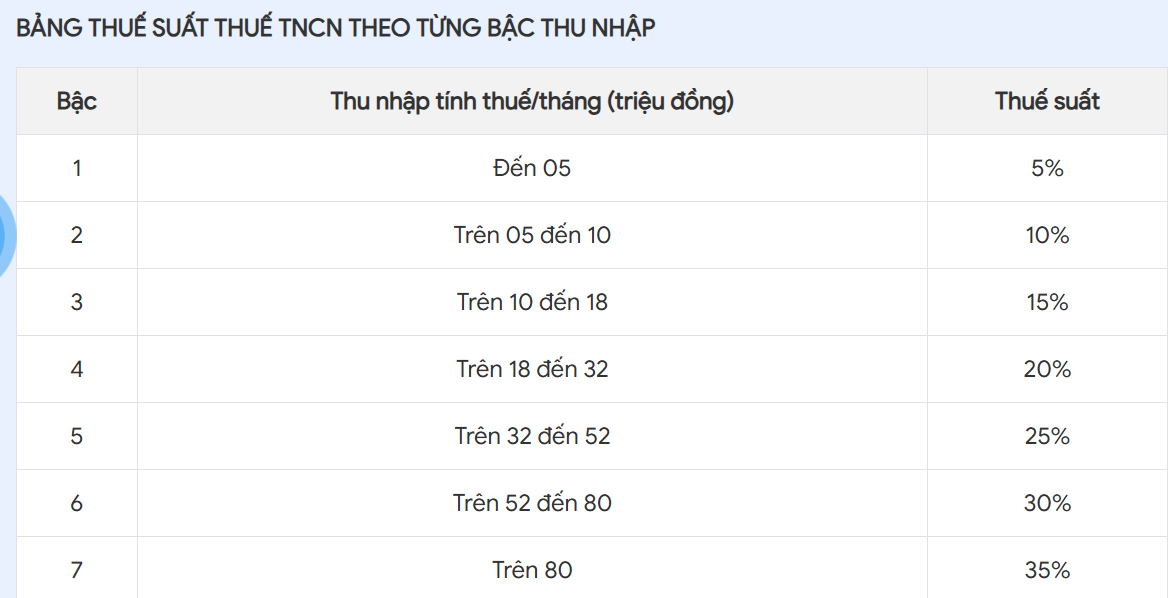 BẢNG THUẾ SUẤT THUẾ TNCN THEO TỪNG BẬC THU NHẬP
Bậc Thu nhập tính thuế/tháng (triệu đồng) Thuế suất
1 Đến 05 5%
2 Trên 05 đến 10 10%
3 Trên 10 đến 18 15%
4 Trên 18 đến 32 20%
5 Trên 32 đến 52 25%
6 Trên 52 đến 80 30%
7 Trên 80 35%